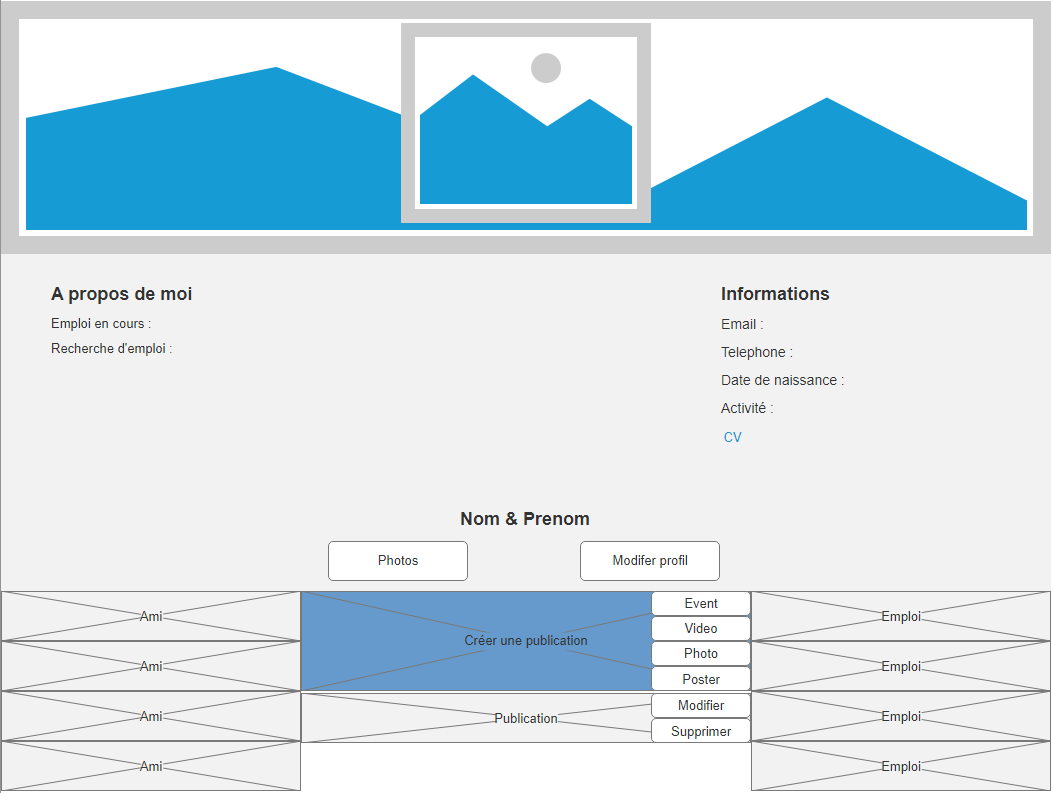 A propos de moi
Emploi en cours :
Recherche d'emploi :
Informations
Email :
Telephone :
Date de naissance :
Activité :
CV
Nom & Prenom
Photos
Modifer profil
Ami
Ami
Ami
Ami
Créer une publication
Event
Video
Photo
Poster
Publication
Modifier
Supprimer
Emploi
Emploi
Emploi
Emploi